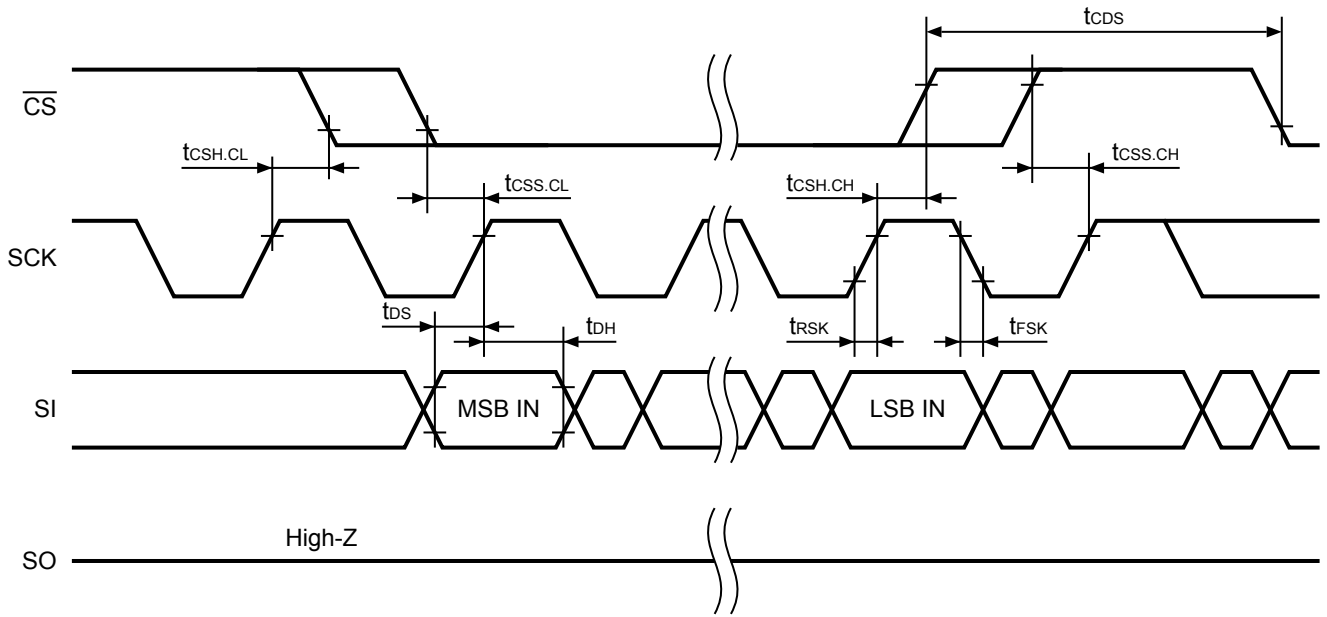 tCDS
CS
tCSH.CL
tCSS.CL
tCSH.CH
tCSS.CH
SCK
tDS
tDH
tRSK
tFSK
SI
MSB IN
LSB IN
High-Z
SO